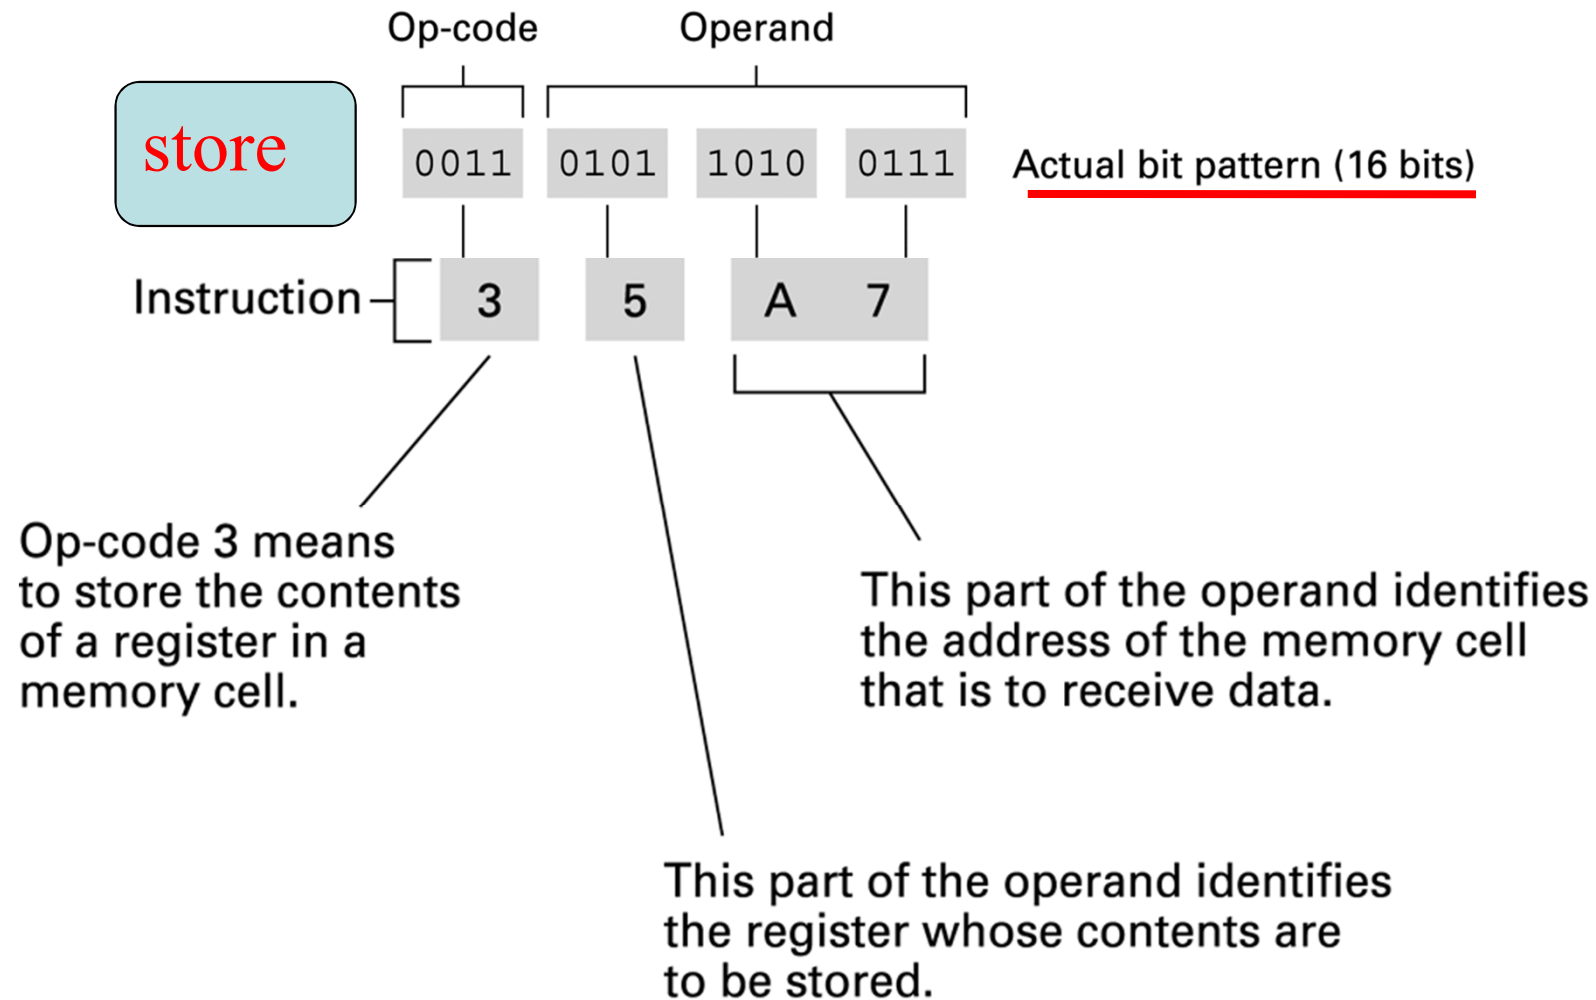 Op-code Operand
store
0011 0101 1010 0111 Actual bit pattern (16 bits)
Instruction 3 5 A 7
Op-code 3 means
to store the contents
of a register in a
memory cell.
This part of the operand identifies
the address of the memory cell
that is to receive data.
This part of the operand identifies
the register whose contents are
to be stored.